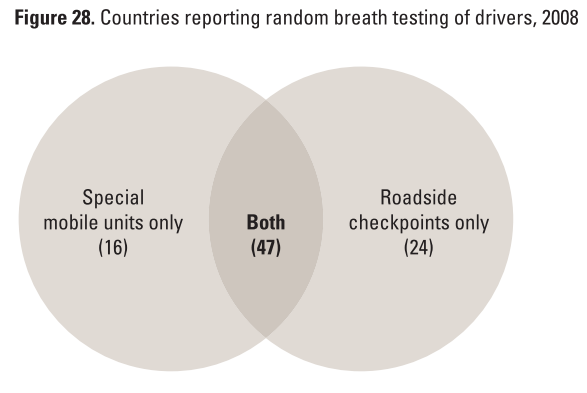 Figure 28. Countries reporting random breath testing of drivers, 2008
Special
mobile units only
(16)
Both
(47)
Roadside
checkpoints only
(24)